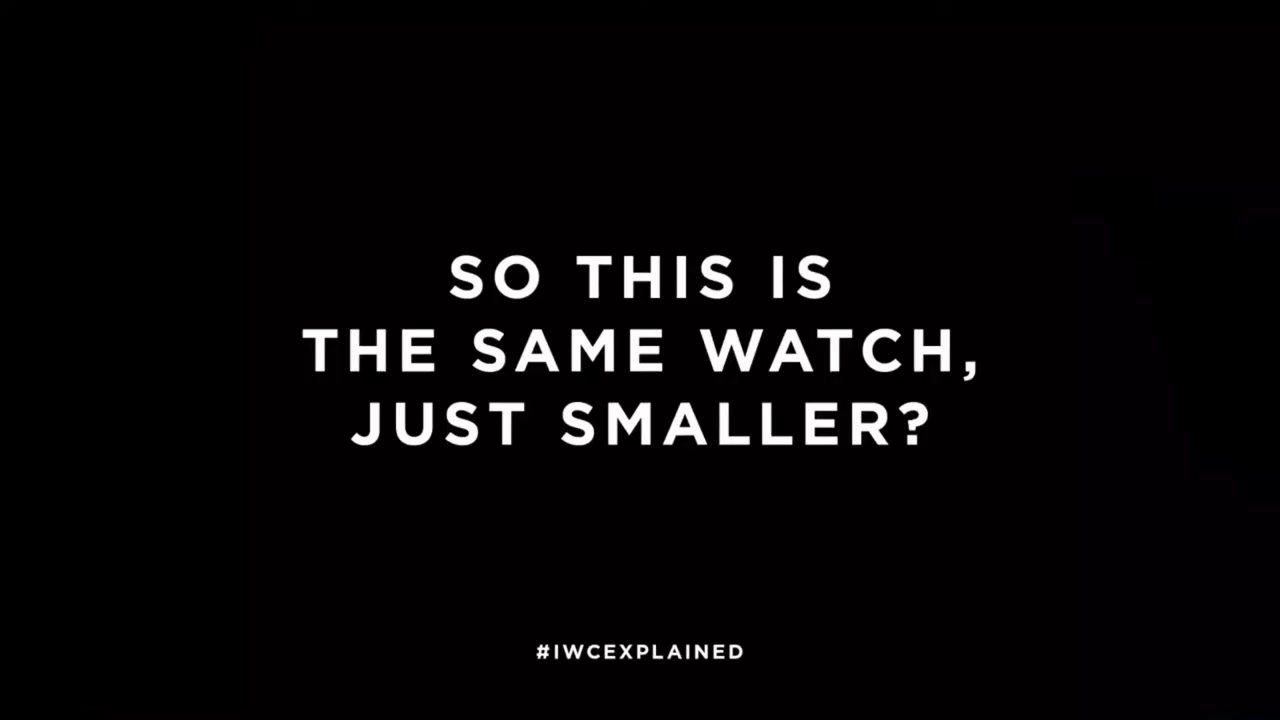 SO THIS IS
THE SAME WATCH,
JUST SMALLER?
#IWCEXPLAINED